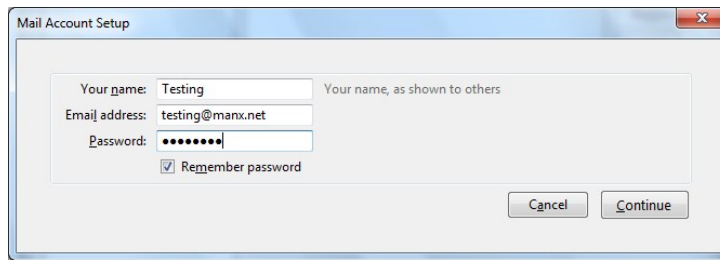 Mail Account Setup
Your name: Testing Your name, as shown to others
Email address: testing@manx.net
Password: ●●●●●●●●
Remember password
Cancel Continue